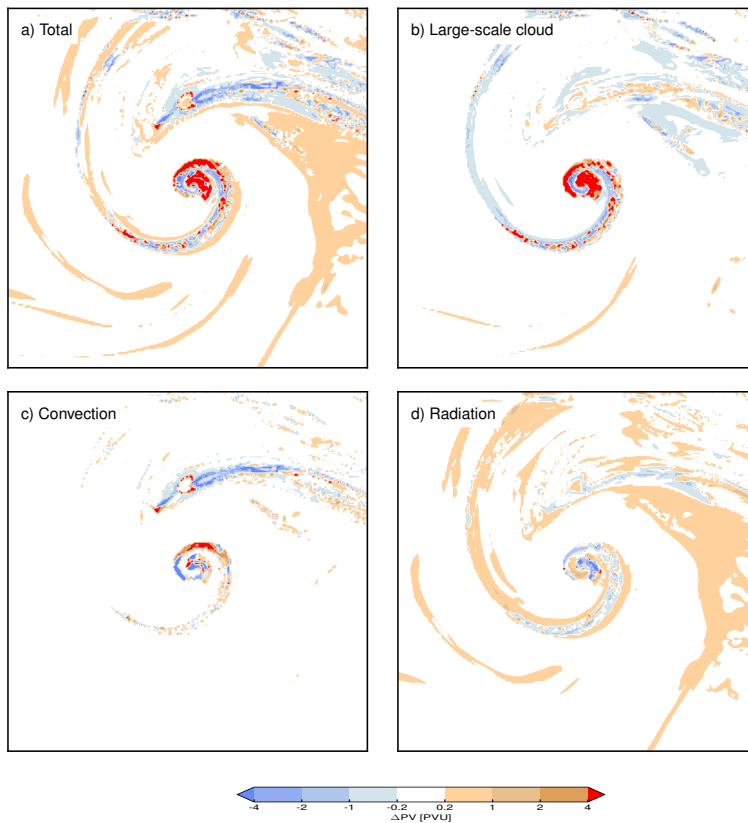 a) Total
b) Large-scale cloud
c) Convection
d) Radiation
-4 -2 -1 -0.2 0.2 1 2 4
ΔPV [PVU]